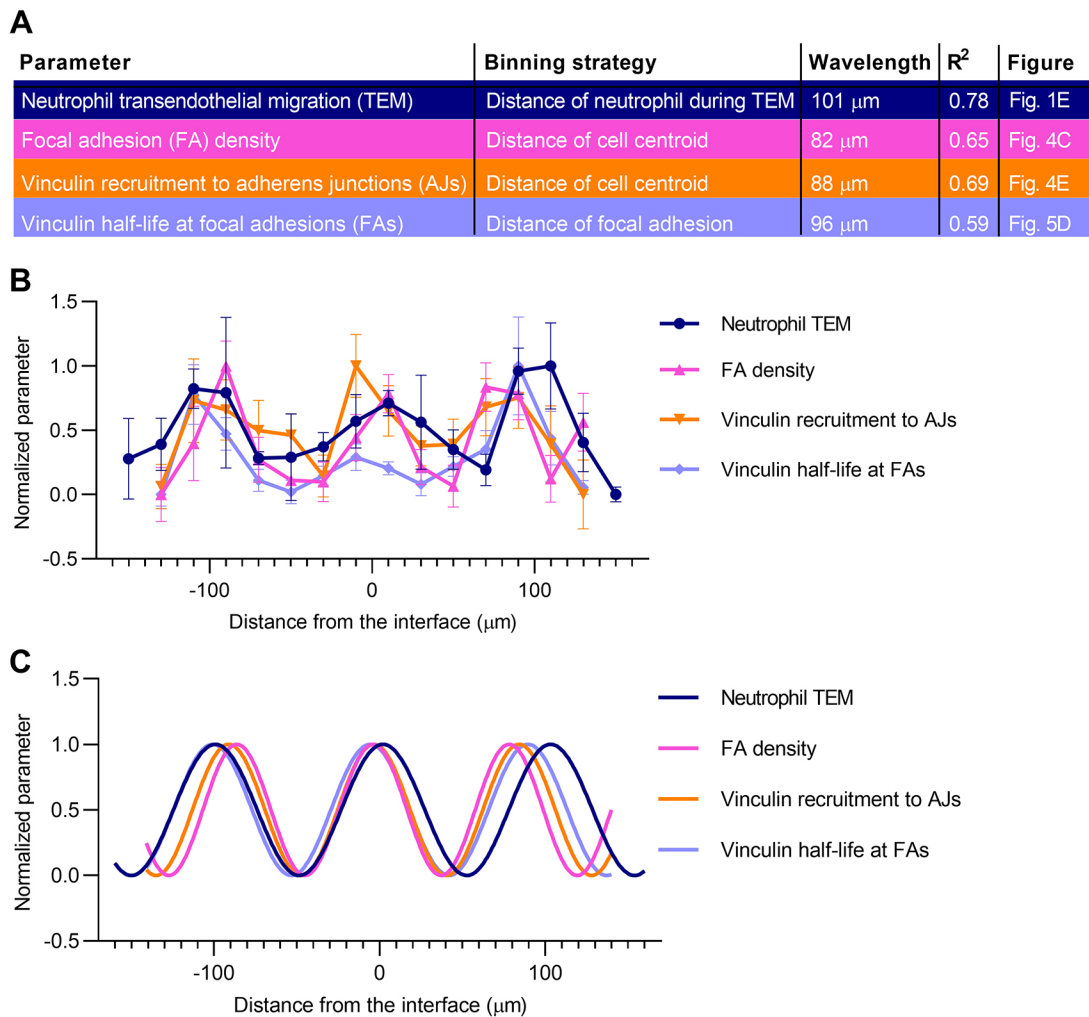 A
Parameter Binning strategy Wavelength R² Figure
Neutrophil transendothelial migration (TEM) Distance of neutrophil during TEM 101 μm 0.78 Fig. 1E
Focal adhesion (FA) density Distance of cell centroid 82 μm 0.65 Fig. 4C
Vinculin recruitment to adherens junctions (AJs) Distance of cell centroid 88 μm 0.69 Fig. 4E
Vinculin half-life at focal adhesions (FAs) Distance of focal adhesion 96 μm 0.59 Fig. 5D
B
Normalized parameter
1.5
1.0
0.5
0.0
-0.5
-100 0 100
Distance from the interface (μm)
Neutrophil TEM
FA density
Vinculin recruitment to AJs
Vinculin half-life at FAs
C
Normalized parameter
1.5
1.0
0.5
0.0
-0.5
-100 0 100
Distance from the interface (μm)
Neutrophil TEM
FA density
Vinculin recruitment to AJs
Vinculin half-life at FAs